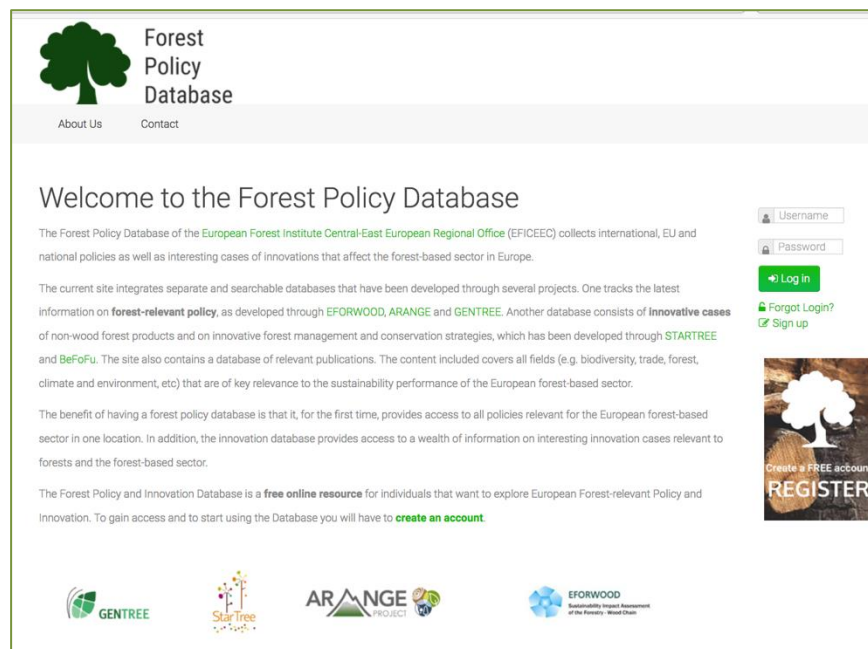 Forest
Policy
Database
About Us Contact
Welcome to the Forest Policy Database
The Forest Policy Database of the European Forest Institute Central-East European Regional Office (EFICEEC) collects international, EU and
national policies as well as interesting cases of innovations that affect the forest-based sector in Europe.
The current site integrates separate and searchable databases that have been developed through several projects. One tracks the latest
information on forest-relevant policy, as developed through EFORWOOD, ARANGE and GENTREE. Another database consists of innovative cases
of non-wood forest products and on innovative forest management and conservation strategies, which has been developed through STARTREE
and BeFoFu. The site also contains a database of relevant publications. The content included covers all fields (e.g. biodiversity, trade, forest,
climate and environment, etc) that are of key relevance to the sustainability performance of the European forest-based sector.
The benefit of having a forest policy database is that it, for the first time, provides access to all policies relevant for the European forest-based
sector in one location. In addition, the innovation database provides access to a wealth of information on interesting innovation cases relevant to
forests and the forest-based sector.
The Forest Policy and Innovation Database is a free online resource for individuals that want to explore European Forest-relevant Policy and
Innovation. To gain access and to start using the Database you will have to create an account.
Username
Password
Log in
Forgot Login?
Sign up
Create a FREE accoun
REGISTER
GENTREE
StarTree
ARANGE
PROJECT
EFORWOOD
Sustainability Impact Assessment
of the Forestry - Wood Chain